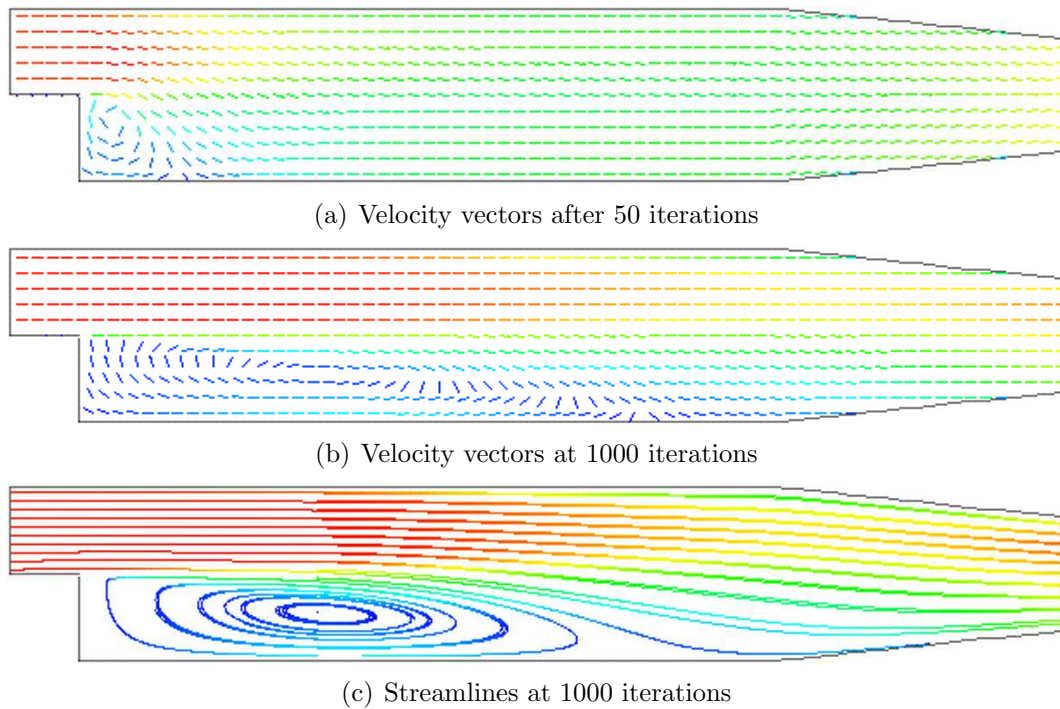 (a) Velocity vectors after 50 iterations
(b) Velocity vectors at 1000 iterations
(c) Streamlines at 1000 iterations